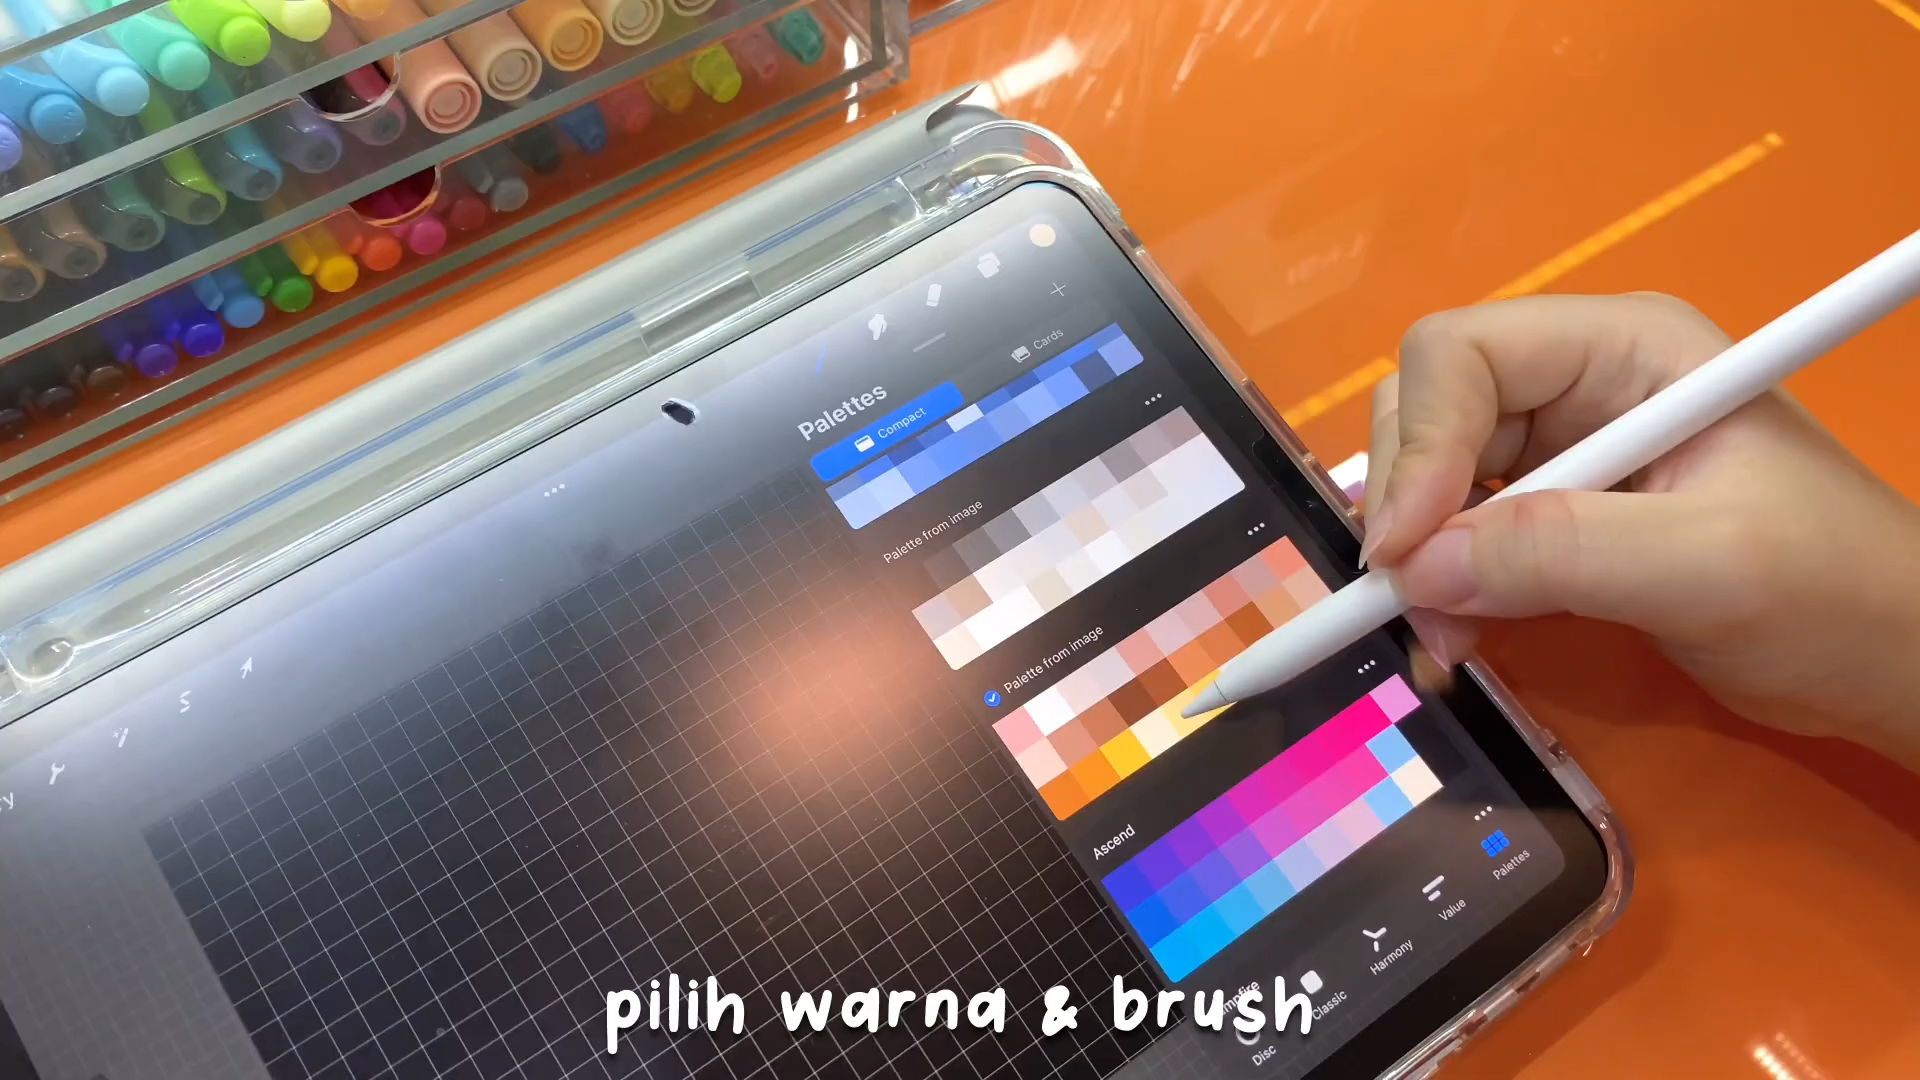 Palettes
Compact
Cards
Palette from image
Palette from image
Ascend
Palettes
Value
Harmony
Classic
Disc
pilih warna & brush